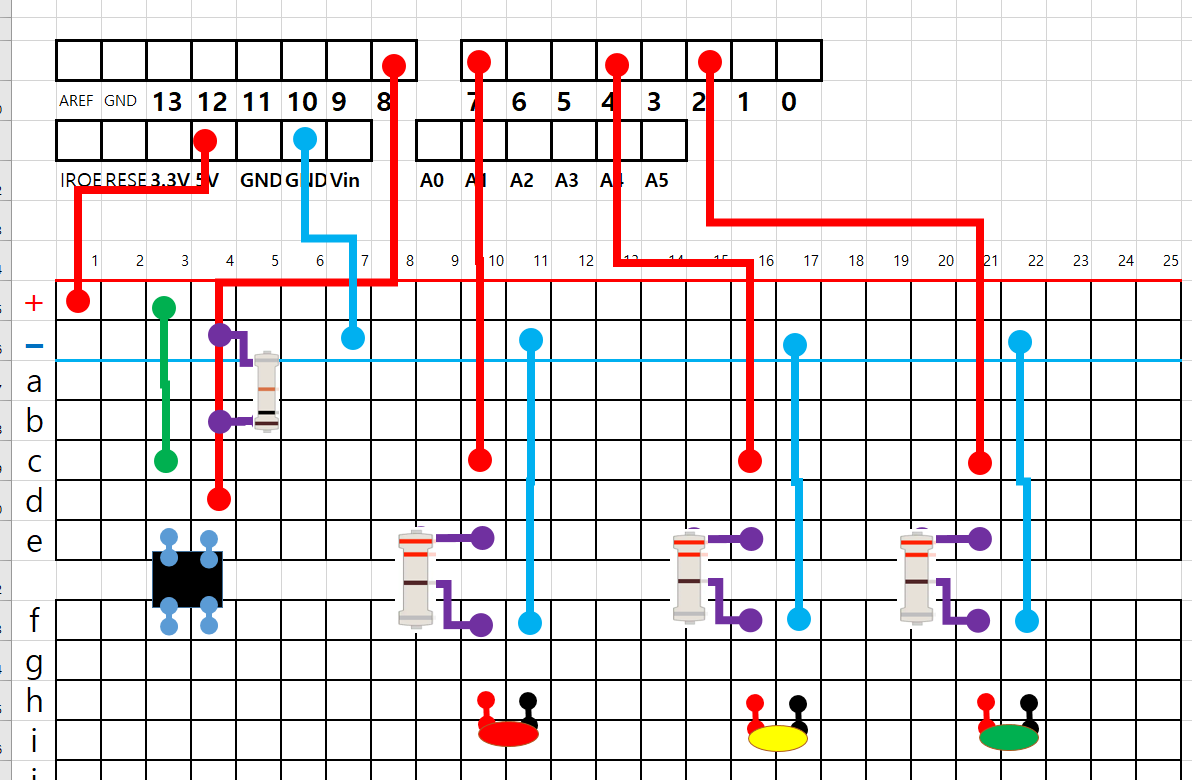 AREF GND 13 12 11 10 9 8 7 6 5 4 3 2 1 0
IROE RESE 3.3V 5V GND GND Vin A0 A1 A2 A3 A4 A5
1 2 3 4 5 6 7 8 9 10 11 12 13 14 15 16 17 18 19 20 21 22 23 24 25
+
−
a
b
c
d
e
f
g
h
i